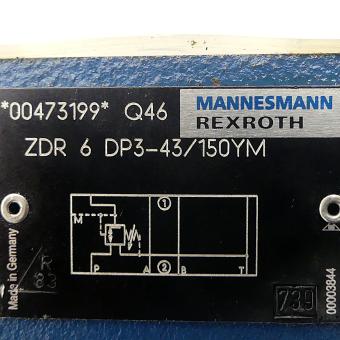 *00473199* Q46
MANNESMANN
REXROTH
ZDR 6 DP3-43/150YM
1
M
P A 2 B T
Made in Germany
00003844
739